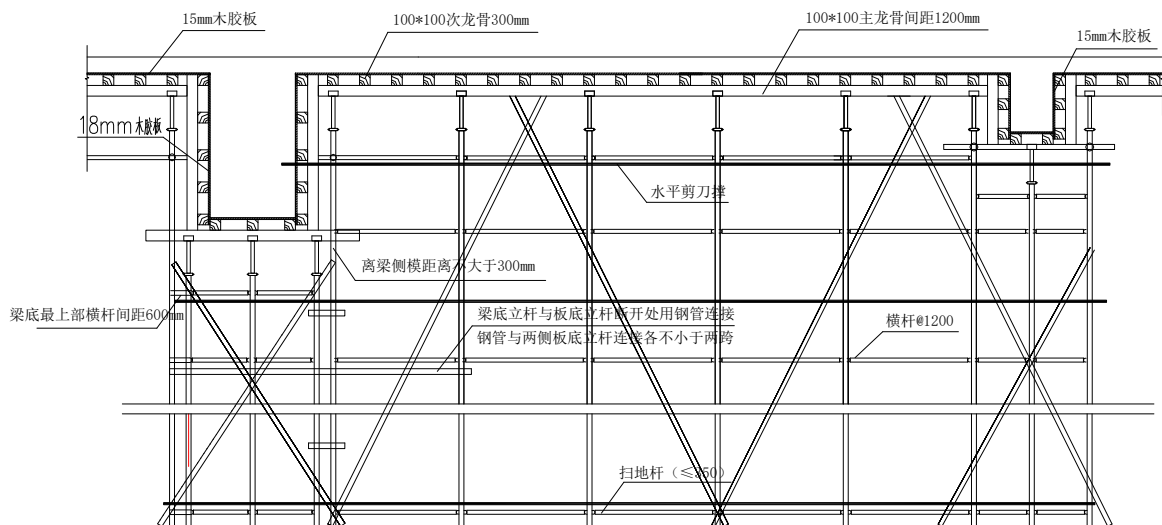 15mm木胶板
100*100次龙骨300mm
100*100主龙骨间距1200mm
15mm木胶板
18mm木胶板
水平剪刀撑
离梁侧模距离不大于300mm
梁底最上部横杆间距600mm
梁底立杆与板底立杆断开处用钢管连接
钢管与两侧板底立杆连接各不小于两跨
横杆@1200
扫地杆（≤350）